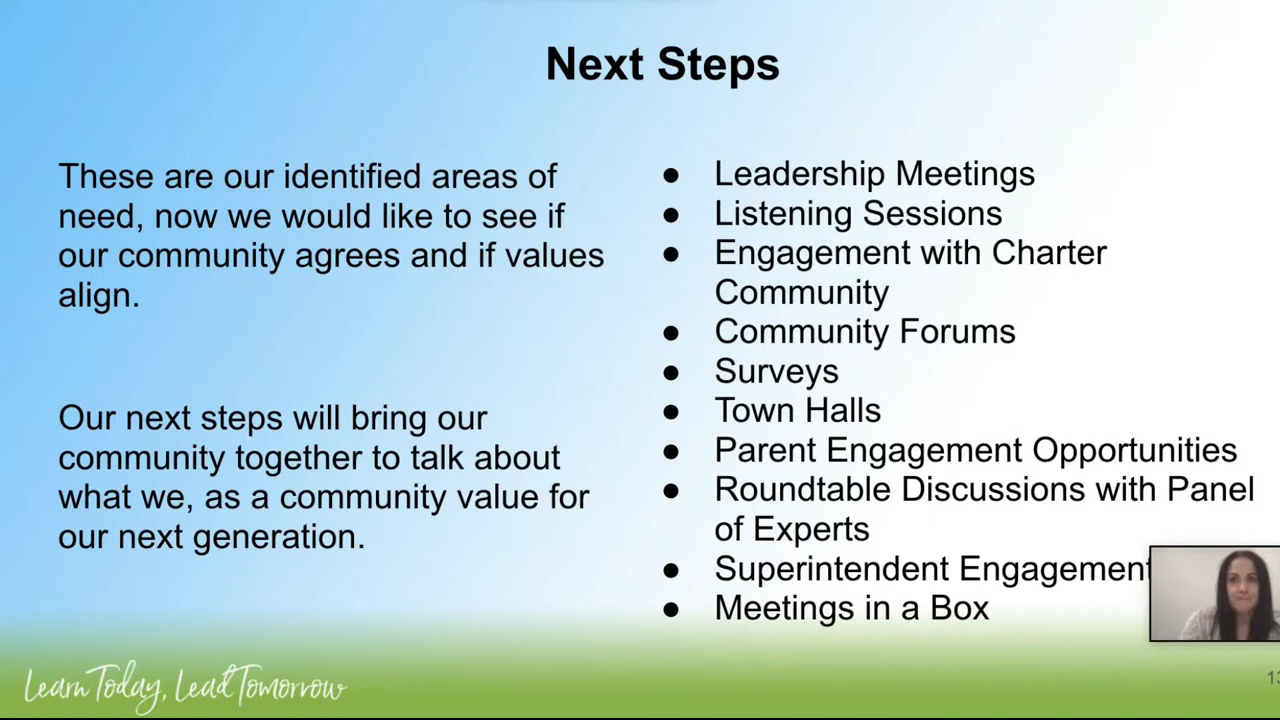 Next Steps
These are our identified areas of
need, now we would like to see if
our community agrees and if values
align.
Our next steps will bring our
community together to talk about
what we, as a community value for
our next generation.
● Leadership Meetings
● Listening Sessions
● Engagement with Charter
Community
● Community Forums
● Surveys
● Town Halls
● Parent Engagement Opportunities
● Roundtable Discussions with Panel
of Experts
● Superintendent Engagement
● Meetings in a Box
Learn Today, Lead Tomorrow
13